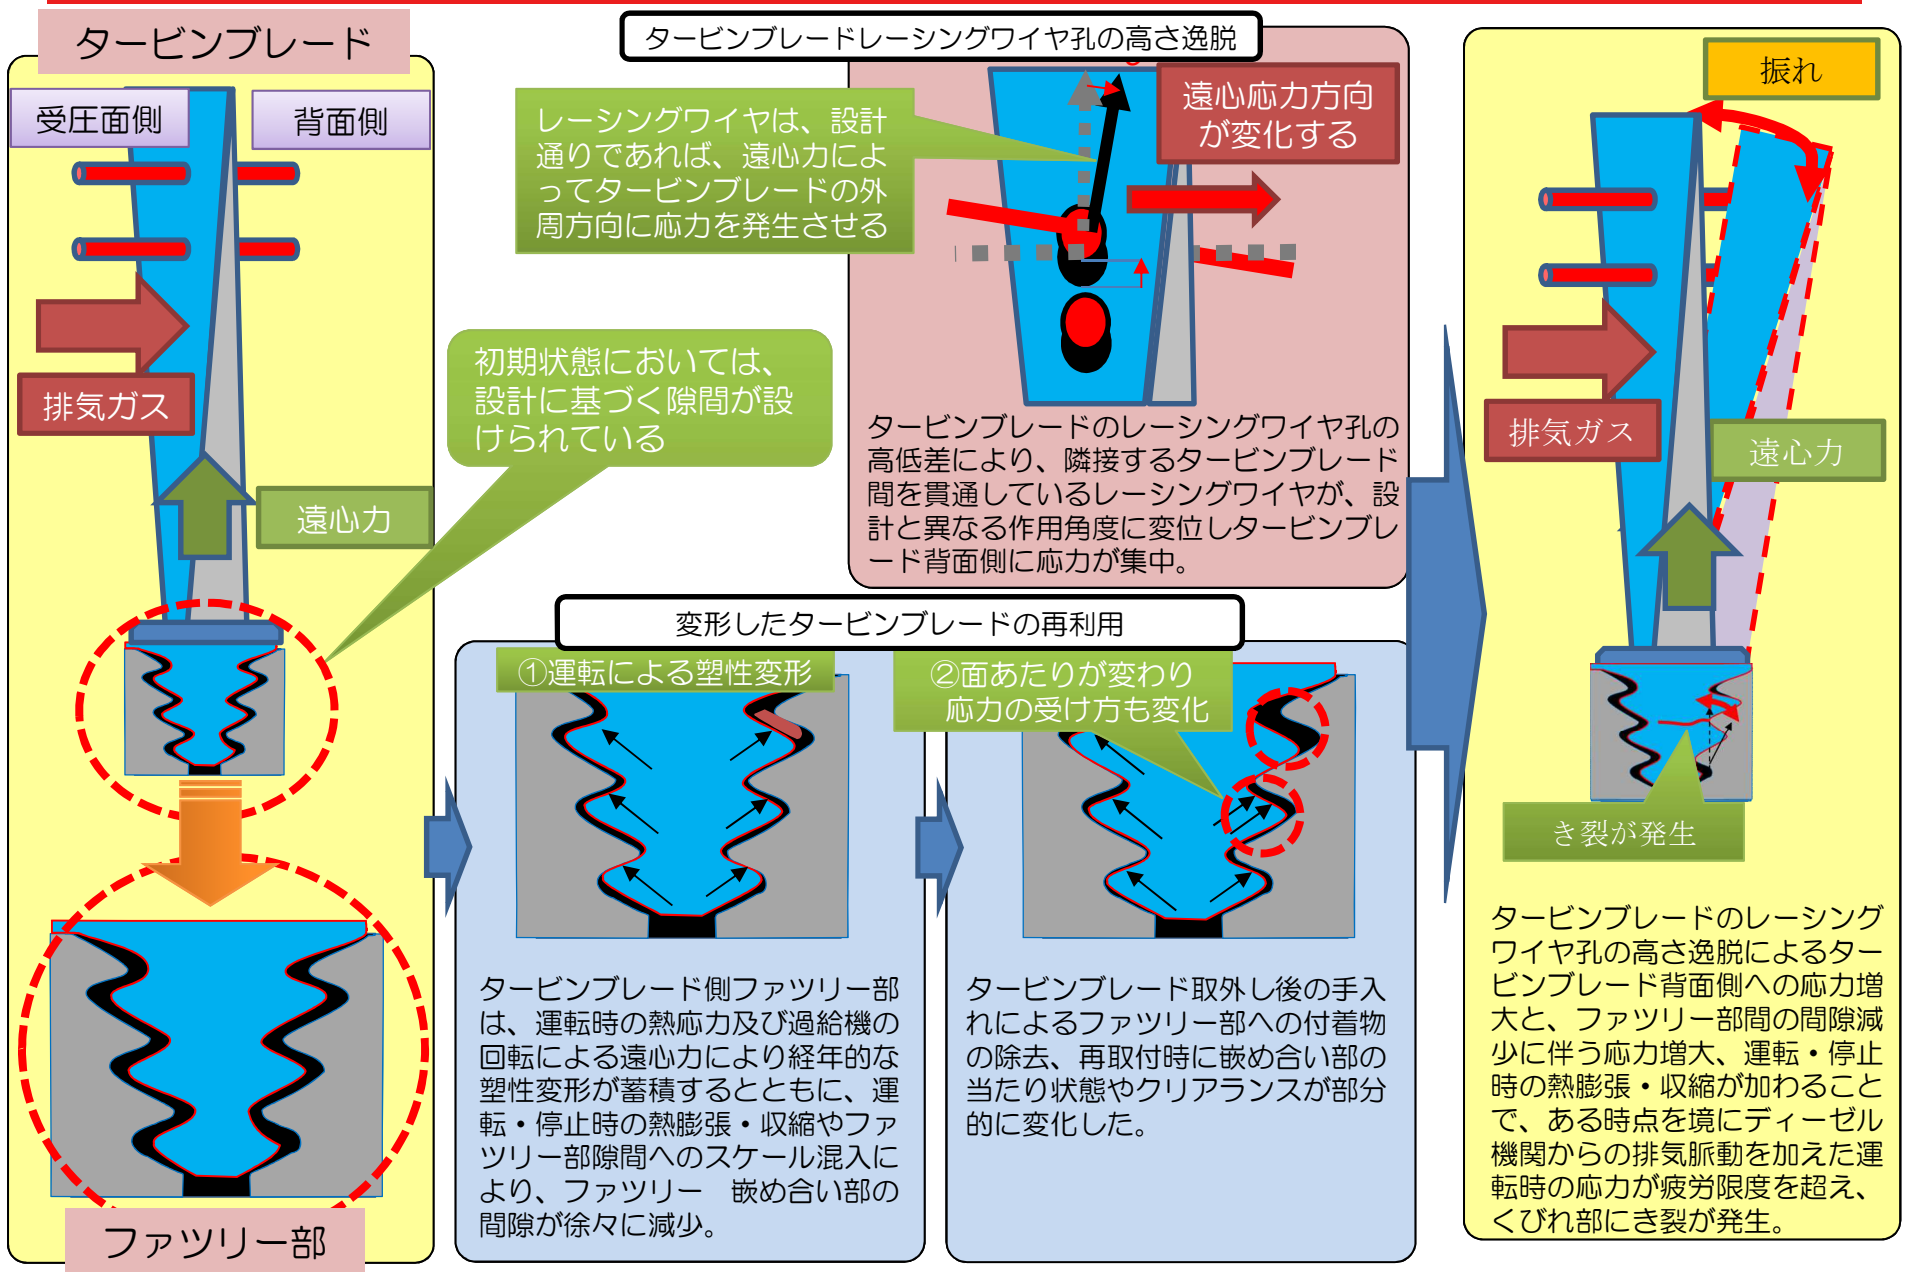 タービンブレード
受圧面側
背面側
排気ガス
遠心力
ファツリー部
初期状態においては、
設計に基づく隙間が設
けられている
タービンブレードレーシングワイヤ孔の高さ逸脱
レーシングワイヤは、設計
通りであれば、遠心力によ
ってタービンブレードの外
周方向に応力を発生させる
遠心応力方向
が変化する
タービンブレードのレーシングワイヤ孔の
高低差により、隣接するタービンブレード
間を貫通しているレーシングワイヤが、設
計と異なる作用角度に変位しタービンブレ
ード背面側に応力が集中。
変形したタービンブレードの再利用
①運転による塑性変形
タービンブレード側ファツリー部
は、運転時の熱応力及び過給機の
回転による遠心力により経年的な
塑性変形が蓄積するとともに、運
転・停止時の熱膨張・収縮やファ
ツリー部隙間へのスケール混入に
より、ファツリー　嵌め合い部の
間隙が徐々に減少。
②面あたりが変わり
応力の受け方も変化
タービンブレード取外し後の手入
れによるファツリー部への付着物
の除去、再取付時に嵌め合い部の
当たり状態やクリアランスが部分
的に変化した。
振れ
排気ガス
遠心力
き裂が発生
タービンブレードのレーシング
ワイヤ孔の高さ逸脱によるター
ビンブレード背面側への応力増
大と、ファツリー部間の間隙減
少に伴う応力増大、運転・停止
時の熱膨張・収縮が加わること
で、ある時点を境にディーゼル
機関からの排気脈動を加えた運
転時の応力が疲労限度を超え、
くびれ部にき裂が発生。